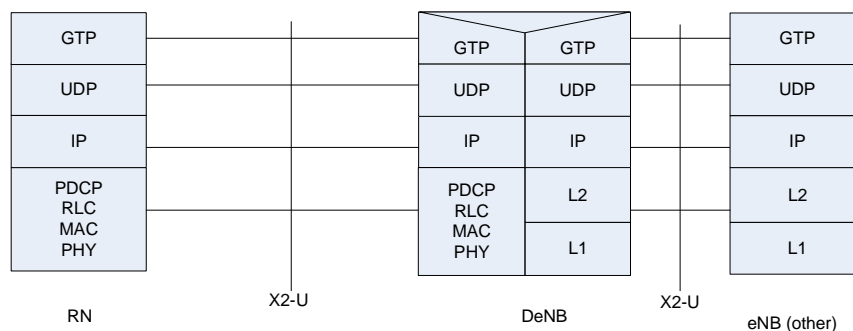 GTP
UDP
IP
PDCP
RLC
MAC
PHY
RN
X2-U
GTP
GTP
UDP
UDP
IP
IP
PDCP
RLC
MAC
PHY
L2
L1
DeNB
X2-U
GTP
UDP
IP
L2
L1
eNB (other)